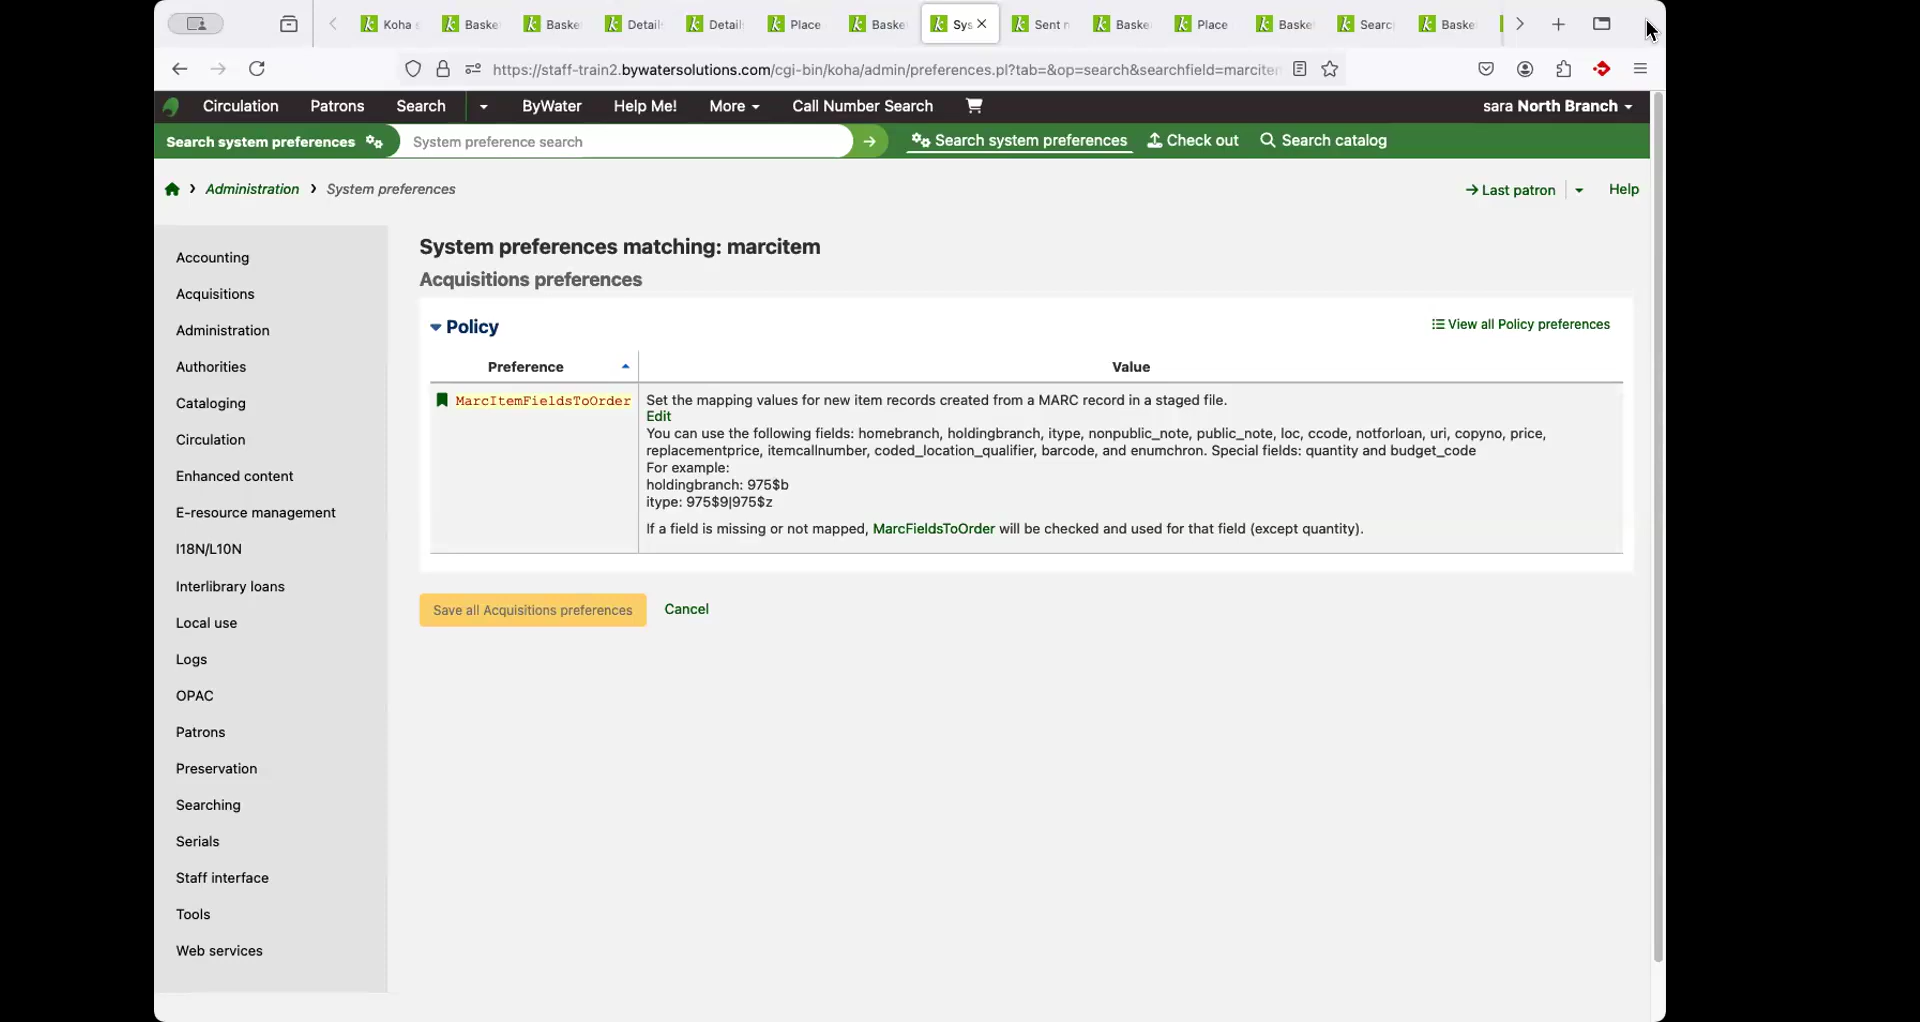 Koha
Baske
Baske
Detail
Detail
Place
Baske
Sys
Sent
Baske
Place
Baske
Searc
Baske
https://staff-train2.bywatersolutions.com/cgi-bin/koha/admin/preferences.pl?tab=&op=search&searchfield=marciten
Circulation Patrons Search ByWater Help Me! More Call Number Search sara North Branch
Search system preferences System preference search Search system preferences Check out Search catalog
Administration System preferences Last patron Help
Accounting
Acquisitions
Administration
Authorities
Cataloging
Circulation
Enhanced content
E-resource management
I18N/L10N
Interlibrary loans
Local use
Logs
OPAC
Patrons
Preservation
Searching
Serials
Staff interface
Tools
Web services
System preferences matching: marcitem
Acquisitions preferences
Policy
View all Policy preferences
Preference Value
MarcItemFieldsToOrder
Set the mapping values for new item records created from a MARC record in a staged file.
Edit
You can use the following fields: homebranch, holdingbranch, itype, nonpublic_note, public_note, loc, ccode, notforloan, uri, copyno, price,
replacementprice, itemcallnumber, coded_location_qualifier, barcode, and enumchron. Special fields: quantity and budget_code
For example:
holdingbranch: 975$b
itype: 975$9|975$z
If a field is missing or not mapped, MarcFieldsToOrder will be checked and used for that field (except quantity).
Save all Acquisitions preferences Cancel